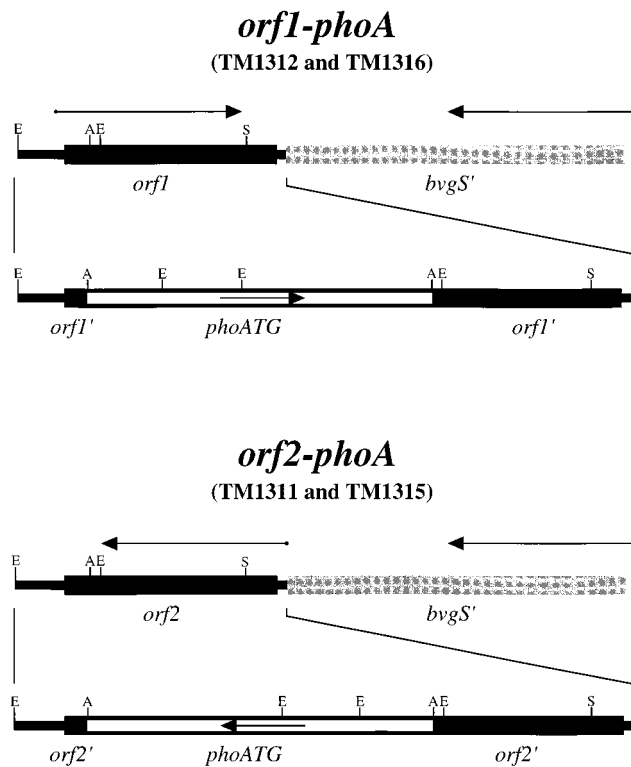 orf1-phoA
(TM1312 and TM1316)
E A E S
orf1 bvgS'
E A E E A E S
orf1' phoATG orf1'
orf2-phoA
(TM1311 and TM1315)
E A E S
orf2 bvgS'
E A E E A E S
orf2' phoATG orf2'